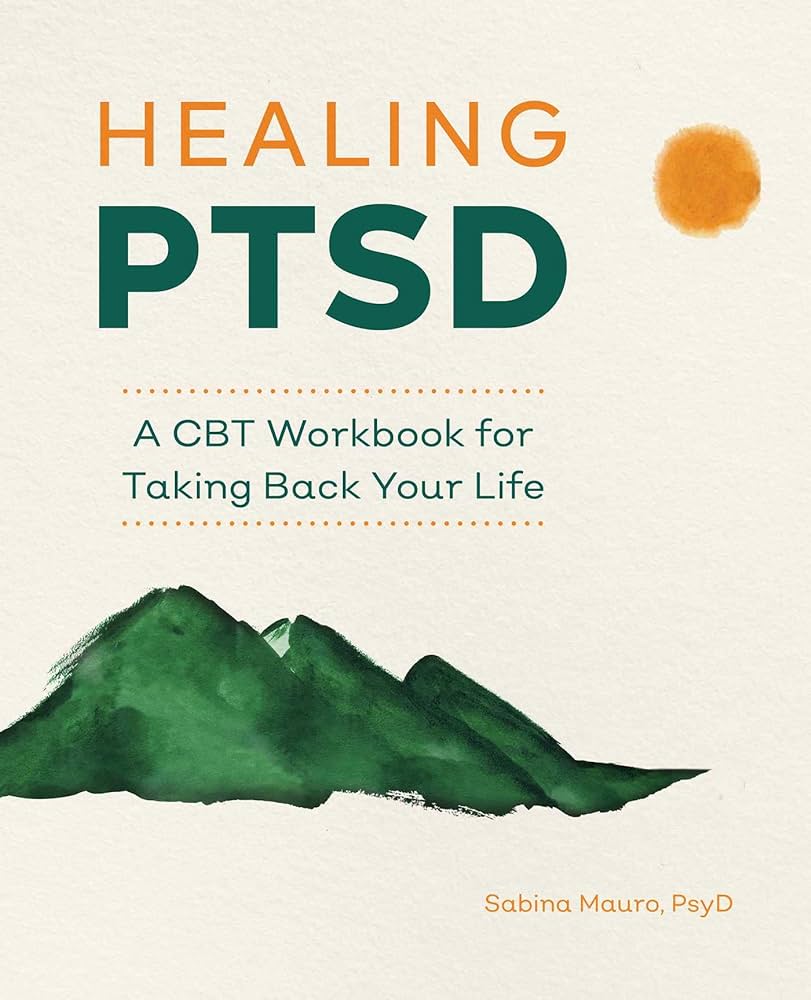 HEALING
PTSD
A CBT Workbook for
Taking Back Your Life
Sabina Mauro, PsyD